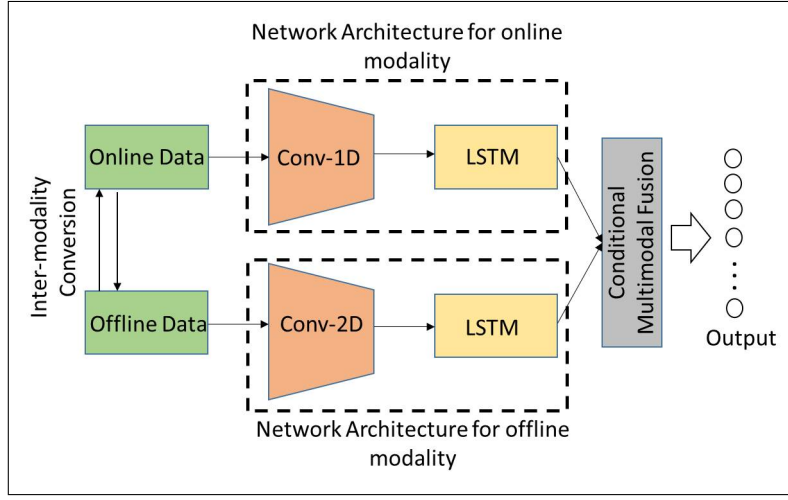 Network Architecture for online
modality
Inter-modality
Conversion
Online Data
Conv-1D
LSTM
Conditional
Multimodal Fusion
Offline Data
Conv-2D
LSTM
Output
Network Architecture for offline
modality